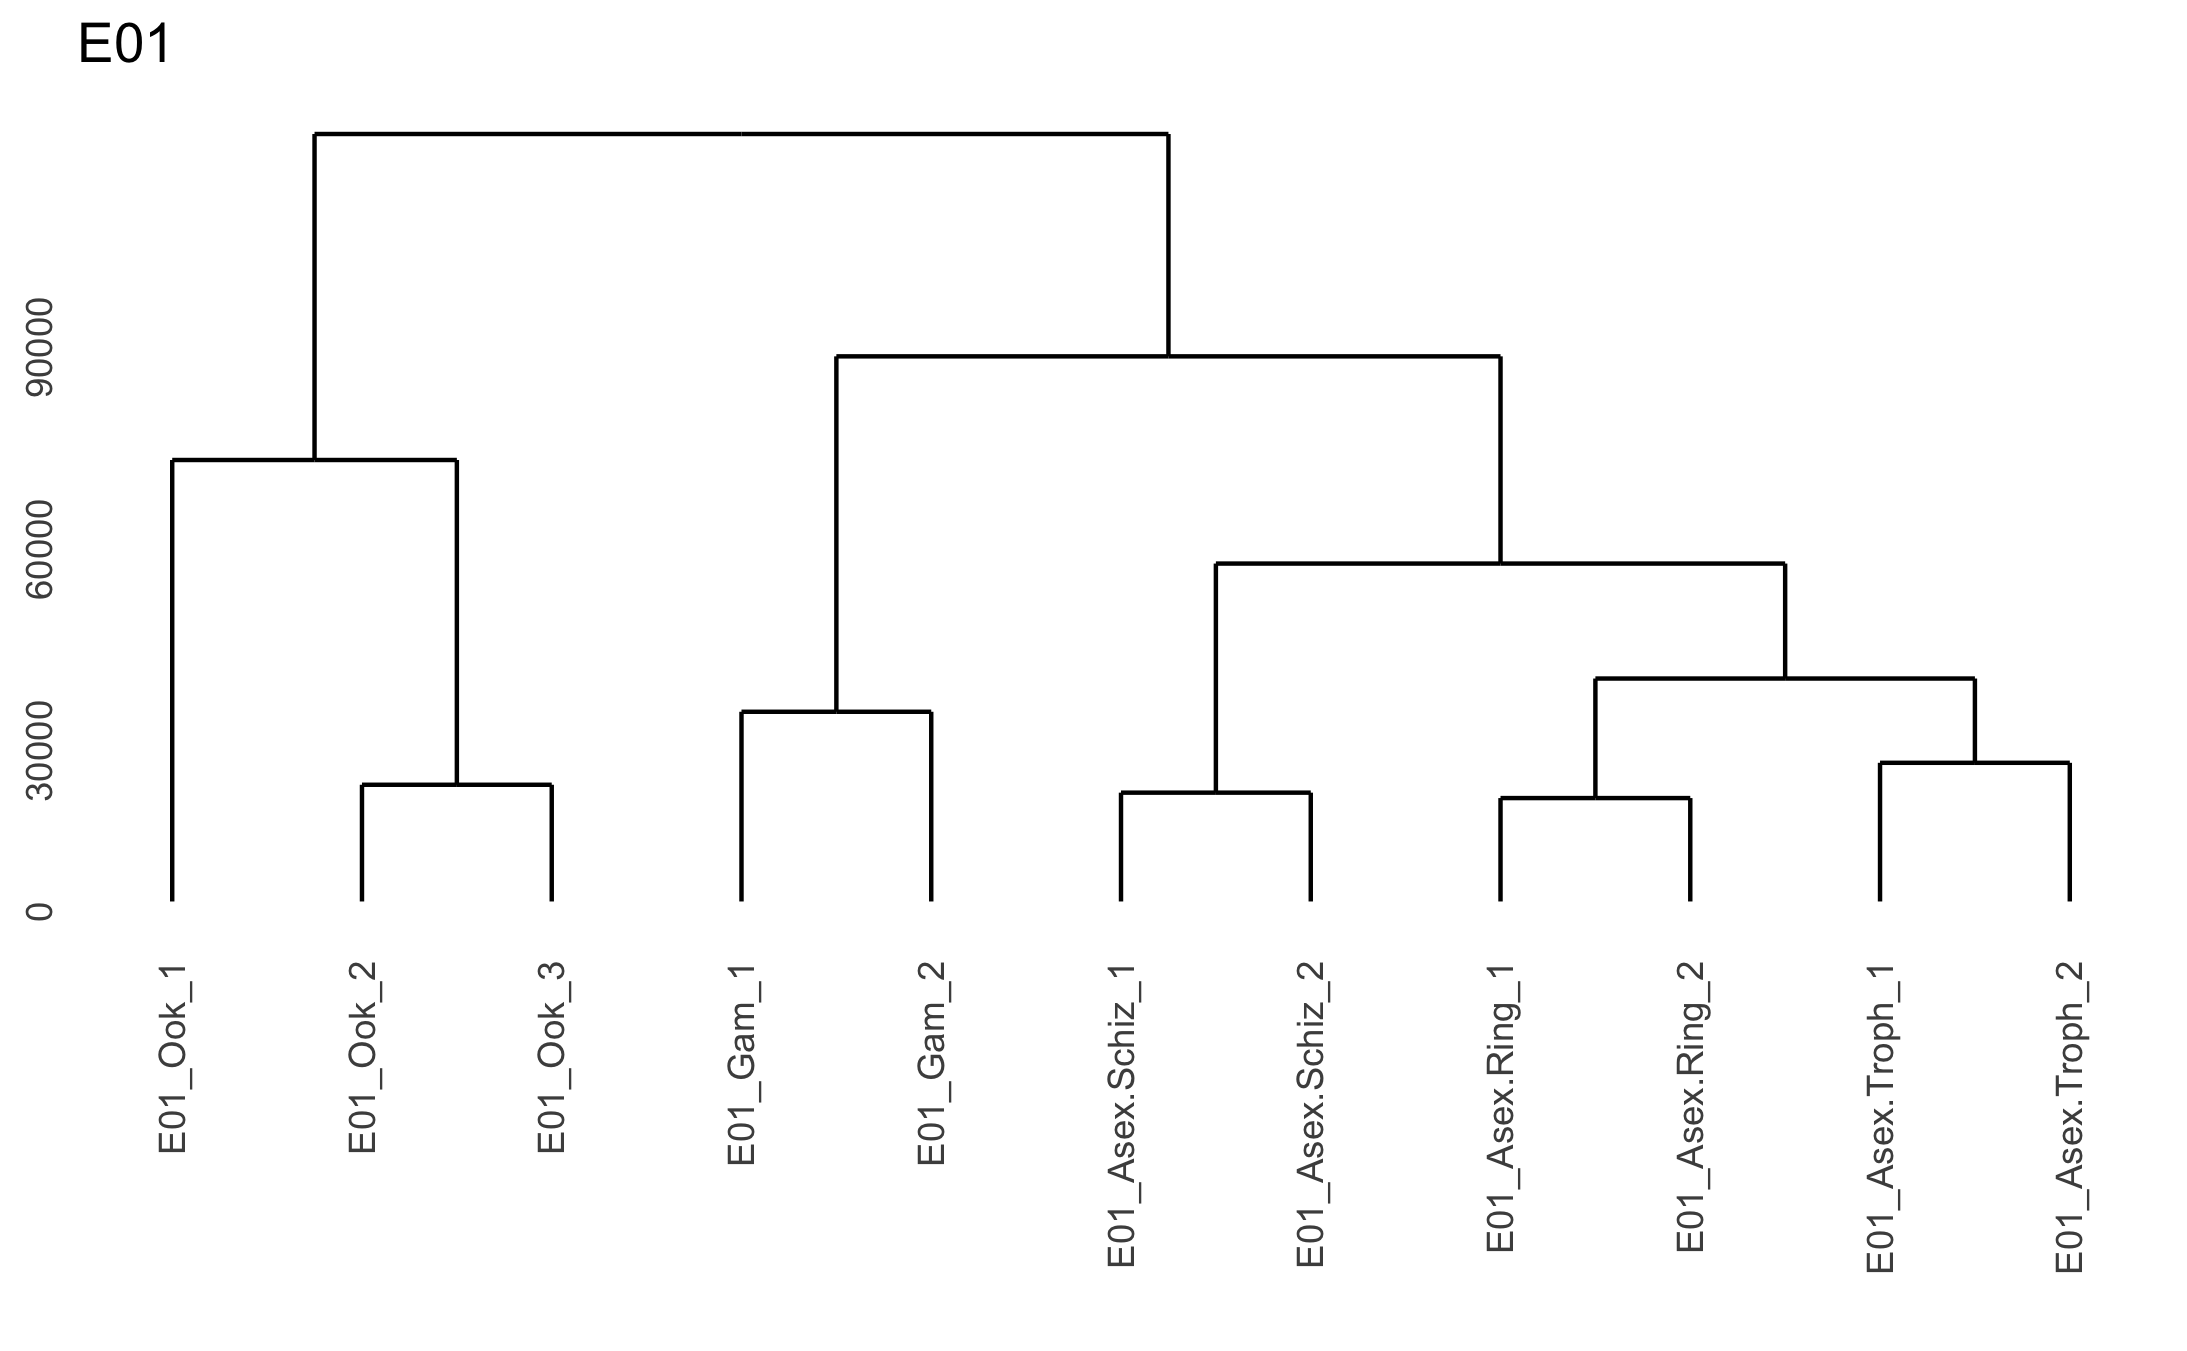 E01
90000
60000
30000
0
E01_Ook_1
E01_Ook_2
E01_Ook_3
E01_Gam_1
E01_Gam_2
E01_Asex.Schiz_1
E01_Asex.Schiz_2
E01_Asex.Ring_1
E01_Asex.Ring_2
E01_Asex.Troph_1
E01_Asex.Troph_2